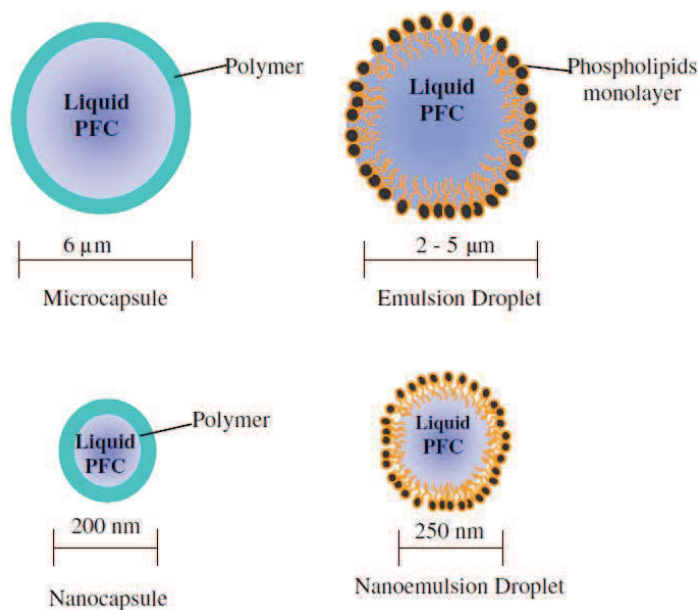 Polymer
Liquid
PFC
6 µm
Microcapsule
Phospholipids
monolayer
Liquid
PFC
2 - 5 µm
Emulsion Droplet
Polymer
Liquid
PFC
200 nm
Nanocapsule
Liquid
PFC
250 nm
Nanoemulsion Droplet